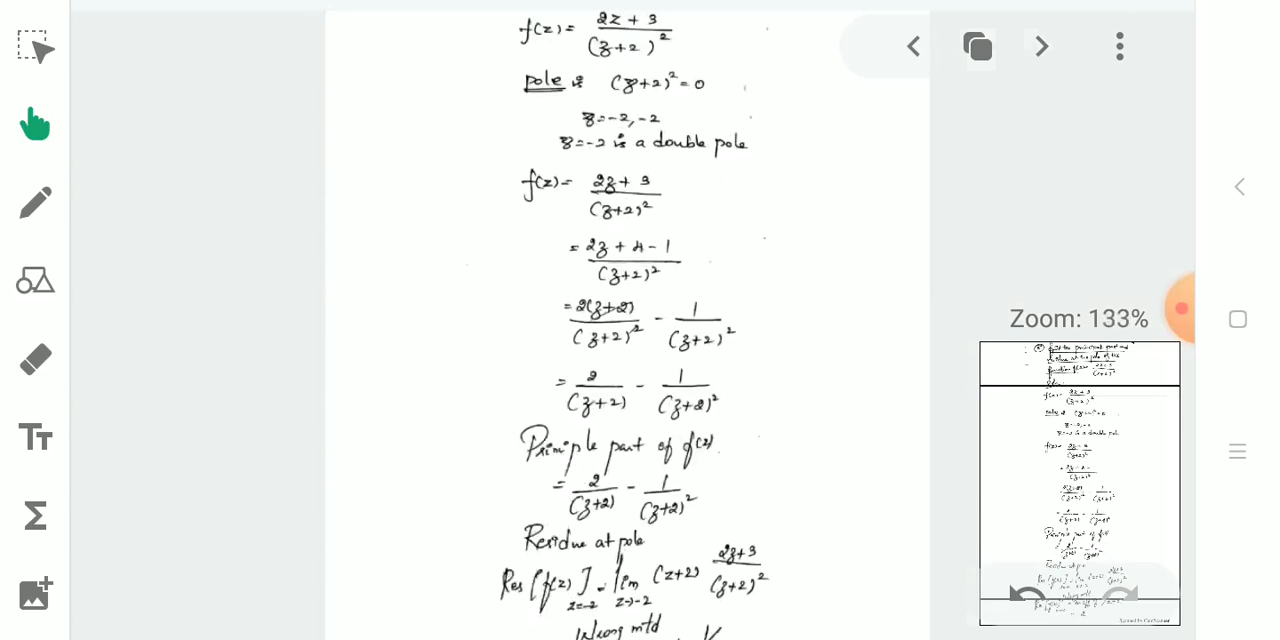 f(z) = 2z + 3 / (z+2)²
pole is (z+2)² = 0
z = -2, -2
z = -2 is a double pole
f(z) = 2z + 3 / (z+2)²
= 2z + 4 - 1 / (z+2)²
= 2(z+2) / (z+2)² - 1 / (z+2)²
= 2 / (z+2) - 1 / (z+2)²
Principle part of f(z)
= 2 / (z+2) - 1 / (z+2)²
Residue at pole
Res [f(z)] z=-2 = lim z→-2 (z+2) 2z+3 / (z+2)²
Wrong mtd
Tt
Σ
Zoom: 133%